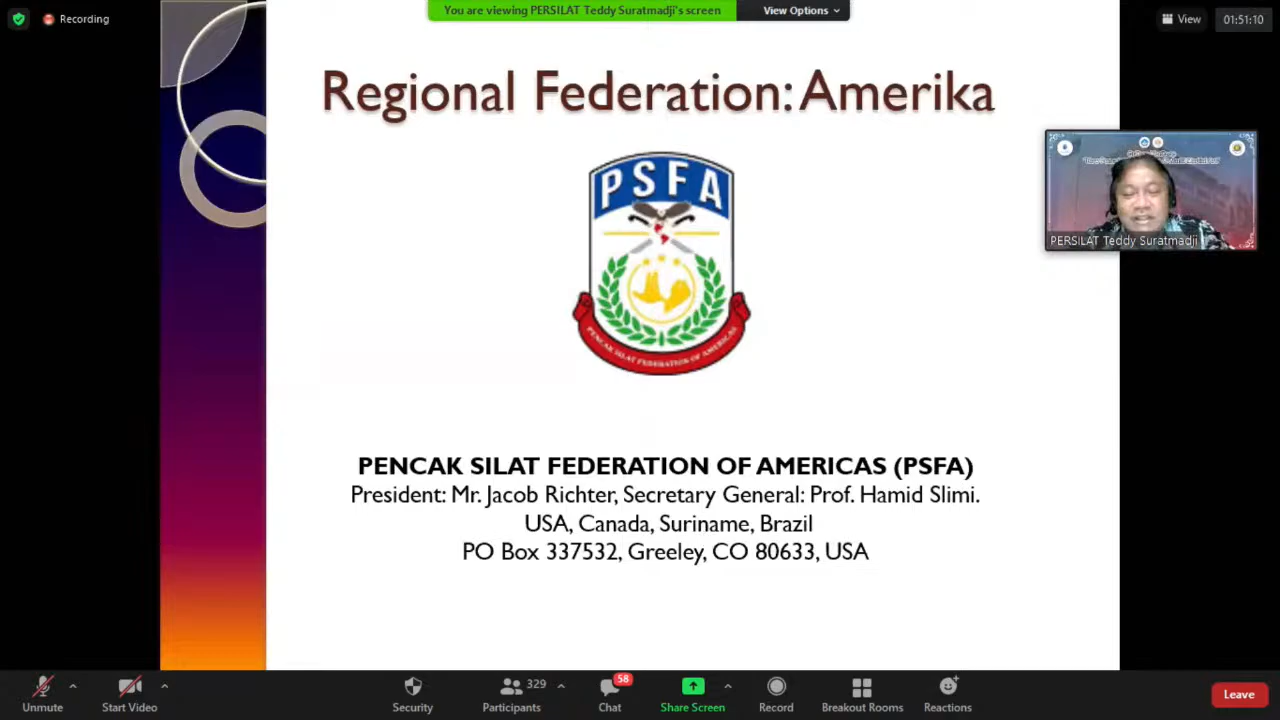 Recording
You are viewing PERSILAT Teddy Suratmadji's screen
View Options
View
01:51:10
Regional Federation: Amerika
PSFA
PENCAK SILAT FEDERATION OF AMERICAS
PERSILAT Teddy Suratmadji
PENCAK SILAT FEDERATION OF AMERICAS (PSFA)
President: Mr. Jacob Richter, Secretary General: Prof. Hamid Slimi.
USA, Canada, Suriname, Brazil
PO Box 337532, Greeley, CO 80633, USA
Unmute
Start Video
Security
329
Participants
58
Chat
Share Screen
Record
Breakout Rooms
Reactions
Leave